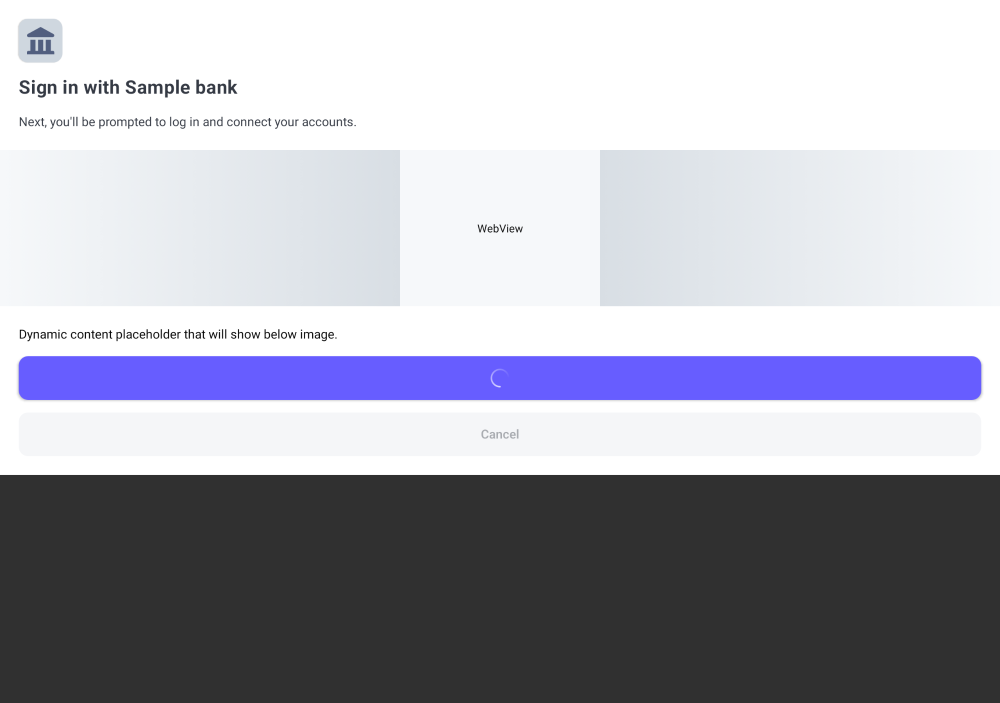 Sign in with Sample bank
Next, you'll be prompted to log in and connect your accounts.
WebView
Dynamic content placeholder that will show below image.
Cancel